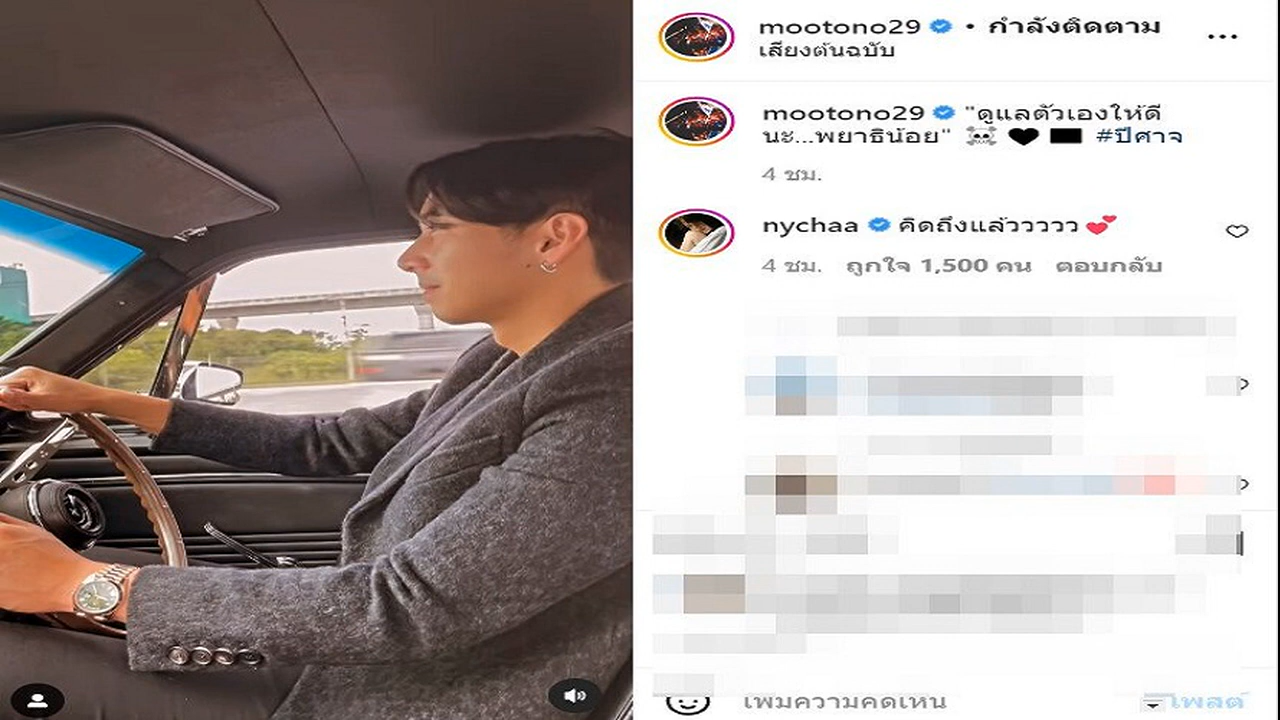 mootono29 • กำลังติดตาม
เสียงต้นฉบับ
mootono29 "ดูแลตัวเองให้ดี
นะ...พยาธิน้อย" ☠️ 🖤 ⬛ #ปีศาจ
4 ชม.
nychaa คิดถึงแล้ววววว 💕
4 ชม. ถูกใจ 1,500 คน ตอบกลับ
เพิ่มความคิดเห็น
โพสต์